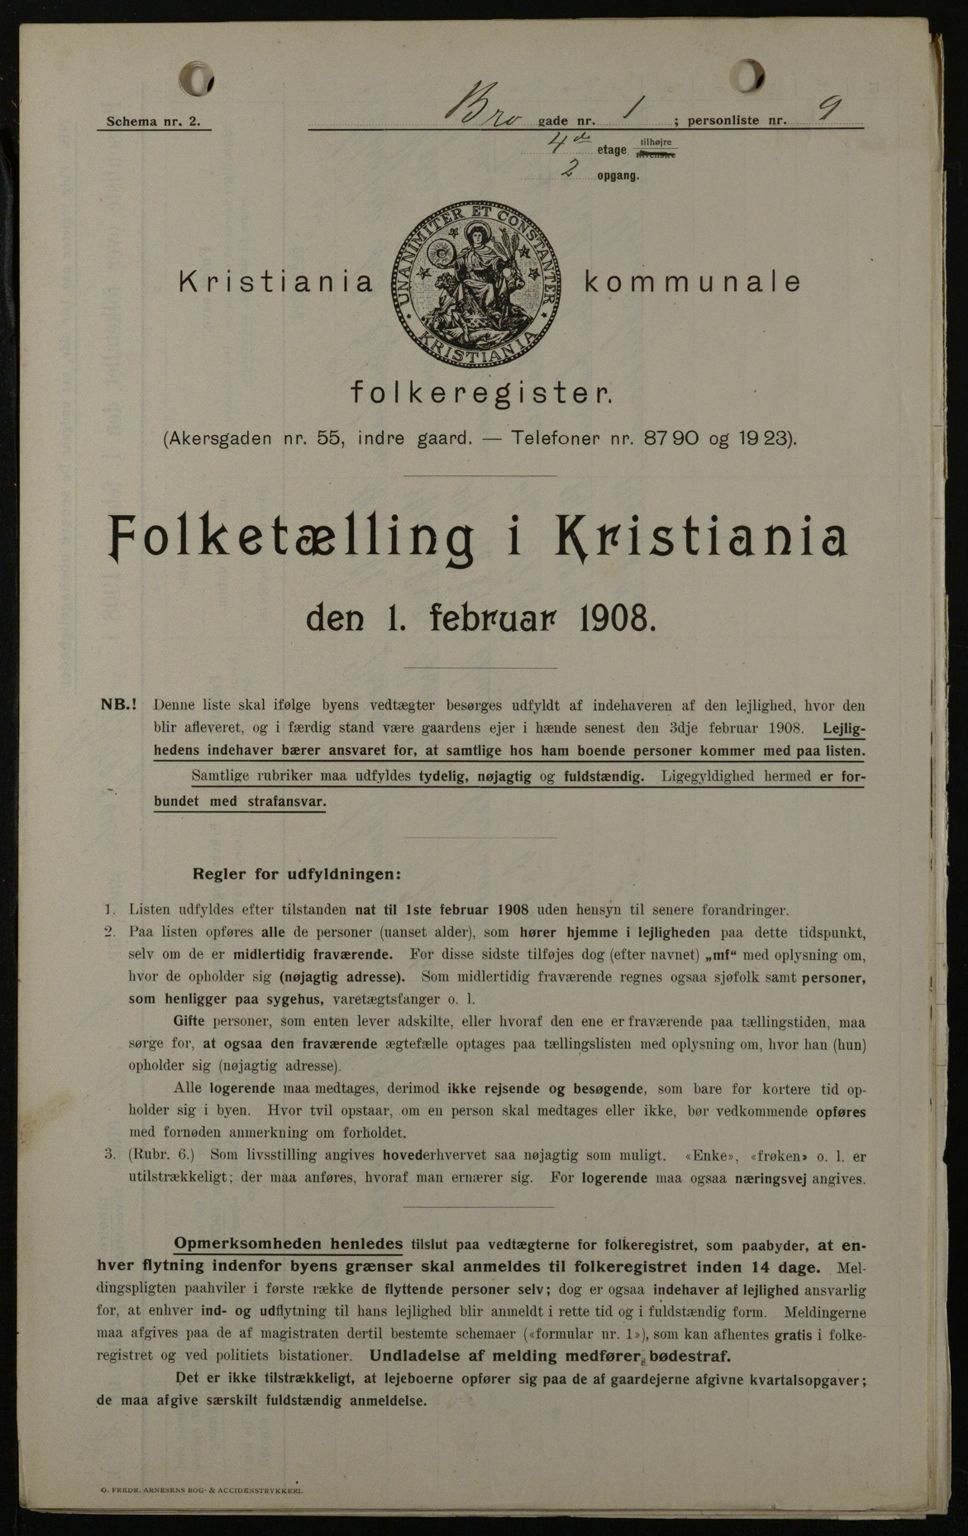 Schema nr. 2.
Bro gade nr. 1 ; personliste nr. 9
4de etage tilhøjre
tilvenstre
2 opgang.
UNANIMITER ET CONSTANTER
KRISTIANIA
Kristiania kommunale
folkeregister.
(Akersgaden nr. 55, indre gaard. — Telefoner nr. 87 90 og 19 23).
Folketælling i Kristiania
den 1. februar 1908.
NB.! Denne liste skal ifølge byens vedtægter besørges udfyldt af indehaveren af den lejlighed, hvor den
blir afleveret, og i færdig stand være gaardens ejer i hænde senest den 3dje februar 1908. Lejlig-
hedens indehaver bærer ansvaret for, at samtlige hos ham boende personer kommer med paa listen.
Samtlige rubriker maa udfyldes tydelig, nøjagtig og fuldstændig. Ligegyldighed hermed er for-
bundet med strafansvar.
Regler for udfyldningen:
1. Listen udfyldes efter tilstanden nat til 1ste februar 1908 uden hensyn til senere forandringer.
2. Paa listen opføres alle de personer (uanset alder), som hører hjemme i lejligheden paa dette tidspunkt,
selv om de er midlertidig fraværende. For disse sidste tilføjes dog (efter navnet) „mf“ med oplysning om,
hvor de opholder sig (nøjagtig adresse). Som midlertidig fraværende regnes ogsaa sjøfolk samt personer,
som henligger paa sygehus, varetægtsfanger o. l.
Gifte personer, som enten lever adskilte, eller hvoraf den ene er fraværende paa tællingstiden, maa
sørge for, at ogsaa den fraværende ægtefælle optages paa tællingslisten med oplysning om, hvor han (hun)
opholder sig (nøjagtig adresse).
Alle logerende maa medtages, derimod ikke rejsende og besøgende, som bare for kortere tid op-
holder sig i byen. Hvor tvil opstaar, om en person skal medtages eller ikke, bør vedkommende opføres
med fornøden anmerkning om forholdet.
3. (Rubr. 6.) Som livsstilling angives hovederhvervet saa nøjagtig som muligt. «Enke», «frøken» o. l. er
utilstrækkeligt; der maa anføres, hvoraf man ernærer sig. For logerende maa ogsaa næringsvej angives.
Opmerksomheden henledes tilslut paa vedtægterne for folkeregistret, som paabyder, at en-
hver flytning indenfor byens grænser skal anmeldes til folkeregistret inden 14 dage. Mel-
dingspligten paahviler i første række de flyttende personer selv; dog er ogsaa indehaver af lejlighed ansvarlig
for, at enhver ind- og udflytning til hans lejlighed blir anmeldt i rette tid og i fuldstændig form. Meldingerne
maa afgives paa de af magistraten dertil bestemte schemaer («formular nr. 1»), som kan afhentes gratis i folke-
registret og ved politiets bistationer. Undladelse af melding medfører bødestraf.
Det er ikke tilstrækkeligt, at lejeboerne opfører sig paa de af gaardejerne afgivne kvartalsopgaver;
de maa afgive særskilt fuldstændig anmeldelse.
O. FREDR. ARNESENS BOG- & ACCIDENSTRYKKERI.